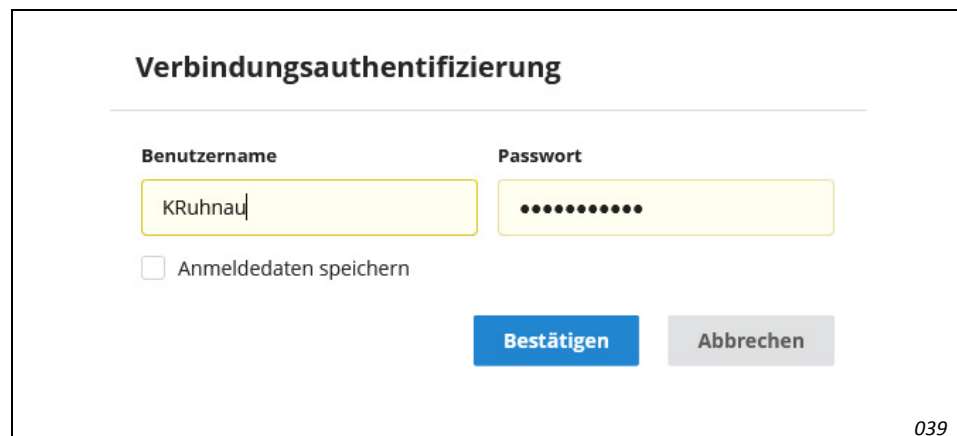 Verbindungsauthentifizierung
Benutzername Passwort
KRuhnau •••••••••••
Anmeldedaten speichern
Bestätigen Abbrechen
039